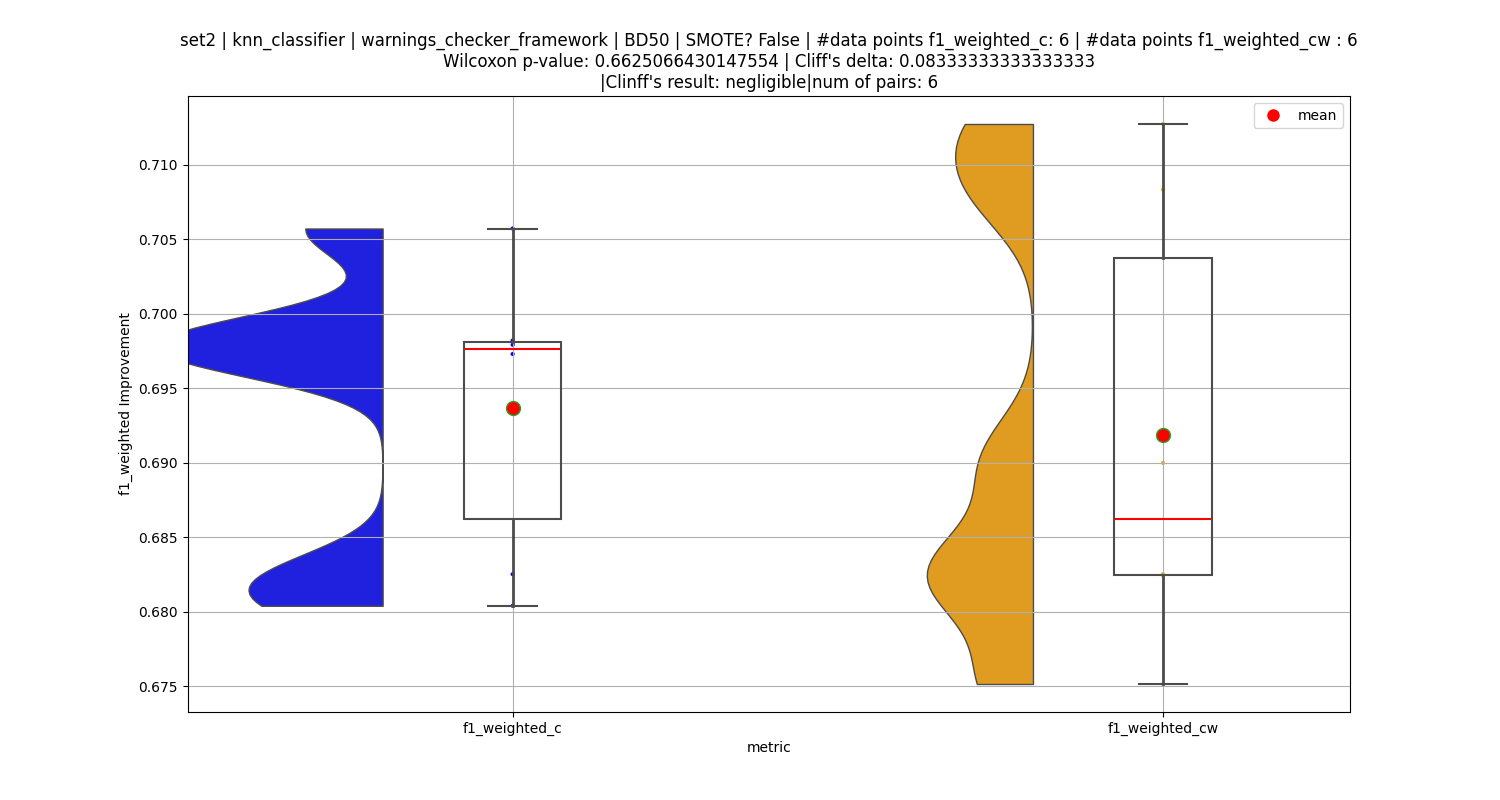 set2 | knn_classifier | warnings_checker_framework | BD50 | SMOTE? False | #data points f1_weighted_c: 6 | #data points f1_weighted_cw : 6
Wilcoxon p-value: 0.6625066430147554 | Cliff's delta: 0.08333333333333333
|Clinff's result: negligible|num of pairs: 6
mean
0.710
0.705
0.700
0.695
0.690
0.685
0.680
0.675
f1_weighted Improvement
f1_weighted_c
f1_weighted_cw
metric